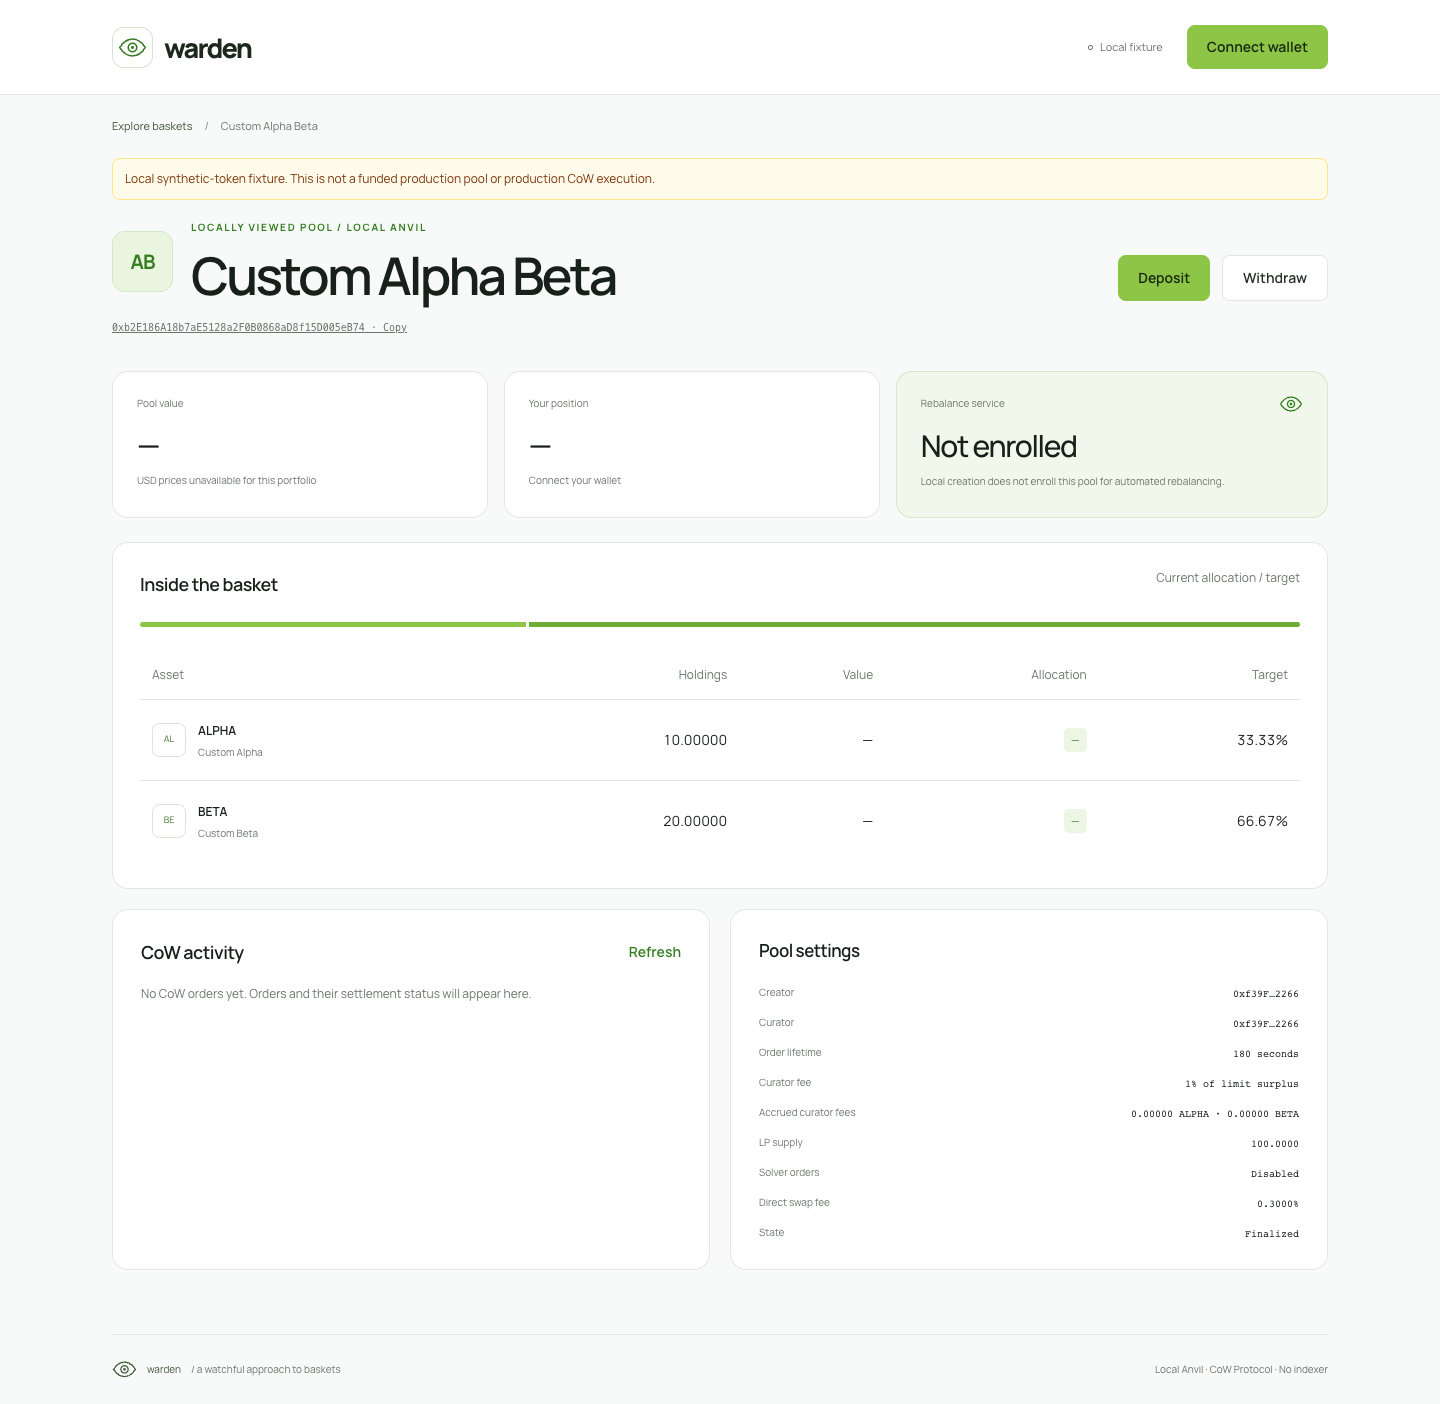 warden
Local fixture
Connect wallet
Explore baskets / Custom Alpha Beta
Local synthetic-token fixture. This is not a funded production pool or production CoW execution.
AB
LOCALLY VIEWED POOL / LOCAL ANVIL
Custom Alpha Beta
Deposit
Withdraw
0xb2E186A18b7aE5128a2F0B0868aD8f15D005eB74 · Copy
Pool value
—
USD prices unavailable for this portfolio
Your position
—
Connect your wallet
Rebalance service
Not enrolled
Local creation does not enroll this pool for automated rebalancing.
Inside the basket
Current allocation / target
Asset Holdings Value Allocation Target
AL ALPHA
Custom Alpha
10.00000 — — 33.33%
BE BETA
Custom Beta
20.00000 — — 66.67%
CoW activity
Refresh
No CoW orders yet. Orders and their settlement status will appear here.
Pool settings
Creator 0xf39F…2266
Curator 0xf39F…2266
Order lifetime 180 seconds
Curator fee 1% of limit surplus
Accrued curator fees 0.00000 ALPHA · 0.00000 BETA
LP supply 100.0000
Solver orders Disabled
Direct swap fee 0.3000%
State Finalized
warden / a watchful approach to baskets
Local Anvil · CoW Protocol · No indexer